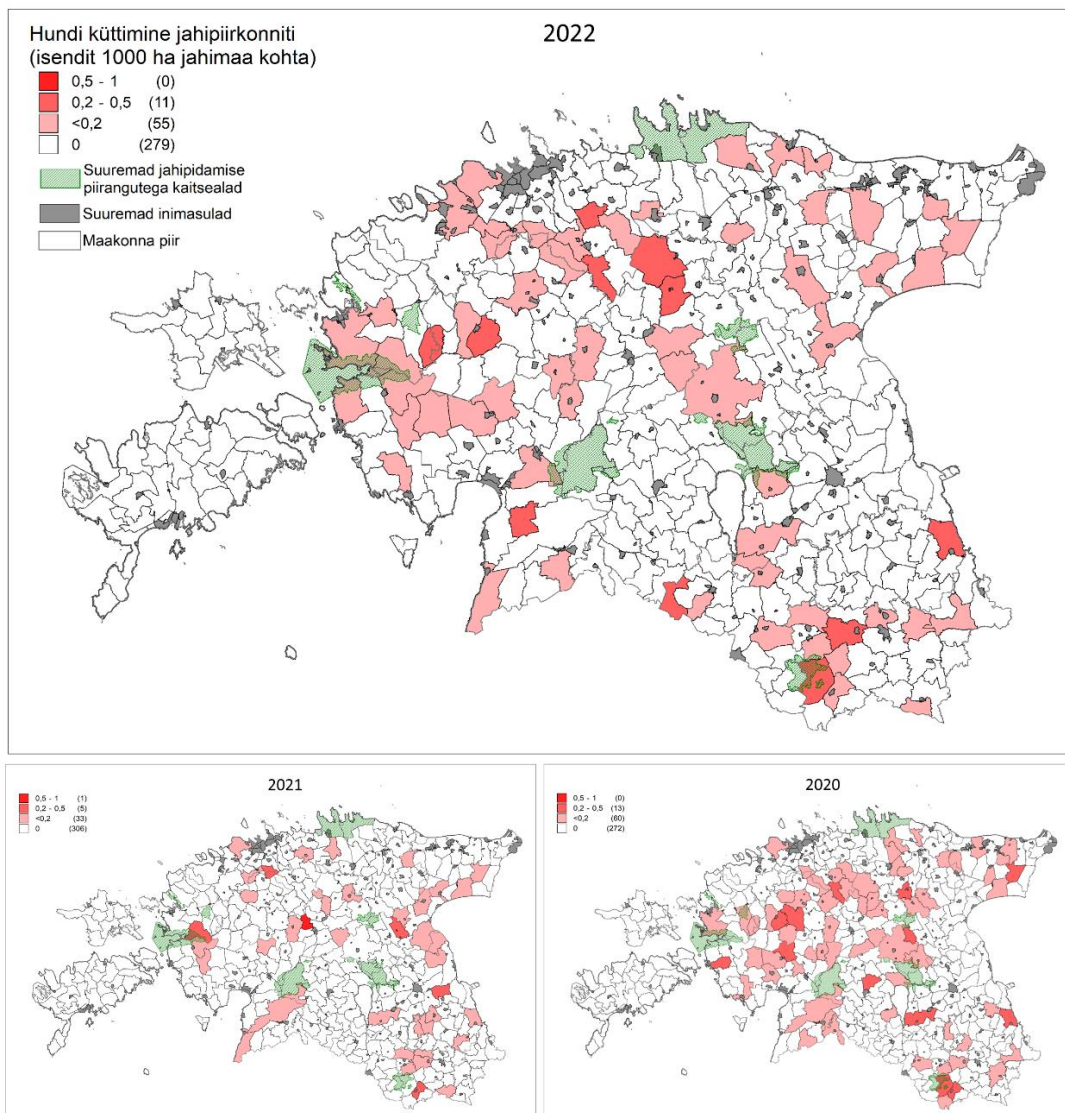 Hundi küttimine jahipiirkonniti
(isendit 1000 ha jahimaa kohta)
0,5 - 1 (0)
0,2 - 0,5 (11)
<0,2 (55)
0 (279)
Suuremad jahipidamise
piirangutega kaitsealad
Suuremad inimasulad
Maakonna piir
2022
2021
0,5 - 1 (1)
0,2 - 0,5 (5)
<0,2 (33)
0 (306)
2020
0,5 - 1 (0)
0,2 - 0,5 (13)
<0,2 (60)
0 (272)